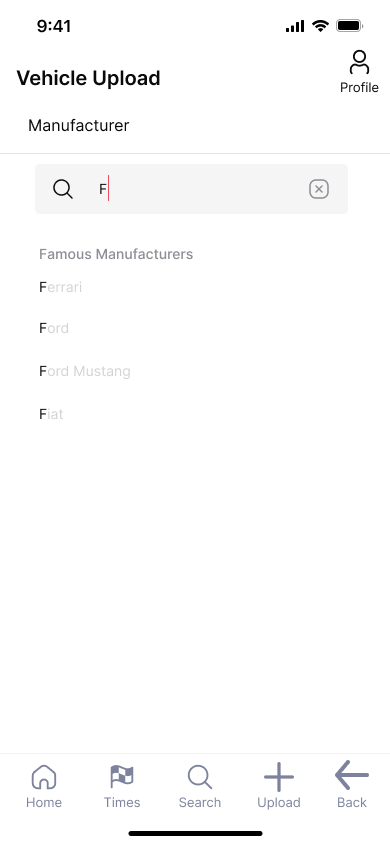 9:41
Vehicle Upload
Profile
Manufacturer
F
Famous Manufacturers
Ferrari
Ford
Ford Mustang
Fiat
Home Times Search Upload Back